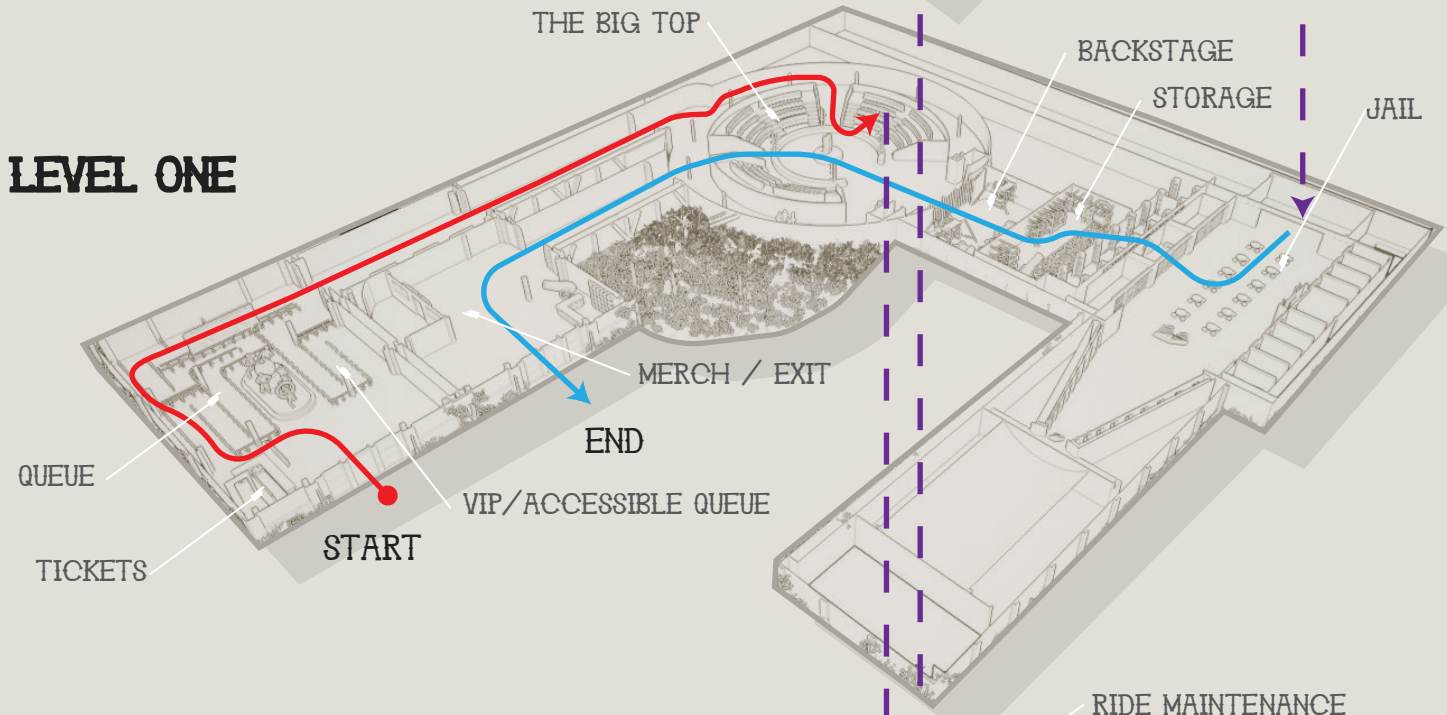 THE BIG TOP
BACKSTAGE
STORAGE
JAIL
LEVEL ONE
MERCH / EXIT
END
QUEUE
VIP/ACCESSIBLE QUEUE
START
TICKETS
RIDE MAINTENANCE